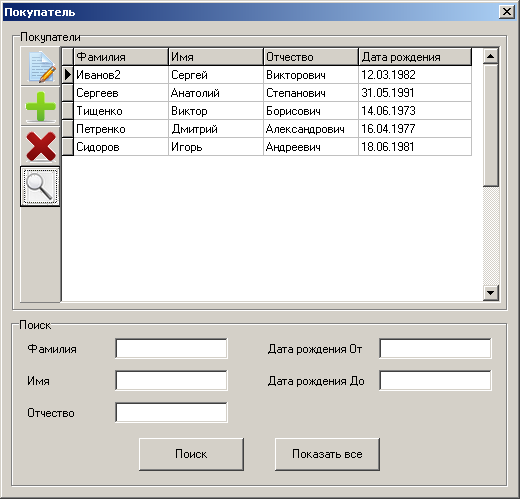 Покупатель
Покупатели
Фамилия Имя Отчество Дата рождения
Иванов2 Сергей Викторович 12.03.1982
Сергеев Анатолий Степанович 31.05.1991
Тищенко Виктор Борисович 14.06.1973
Петренко Дмитрий Александрович 16.04.1977
Сидоров Игорь Андреевич 18.06.1981
Поиск
Фамилия Дата рождения От
Имя Дата рождения До
Отчество
Поиск Показать все